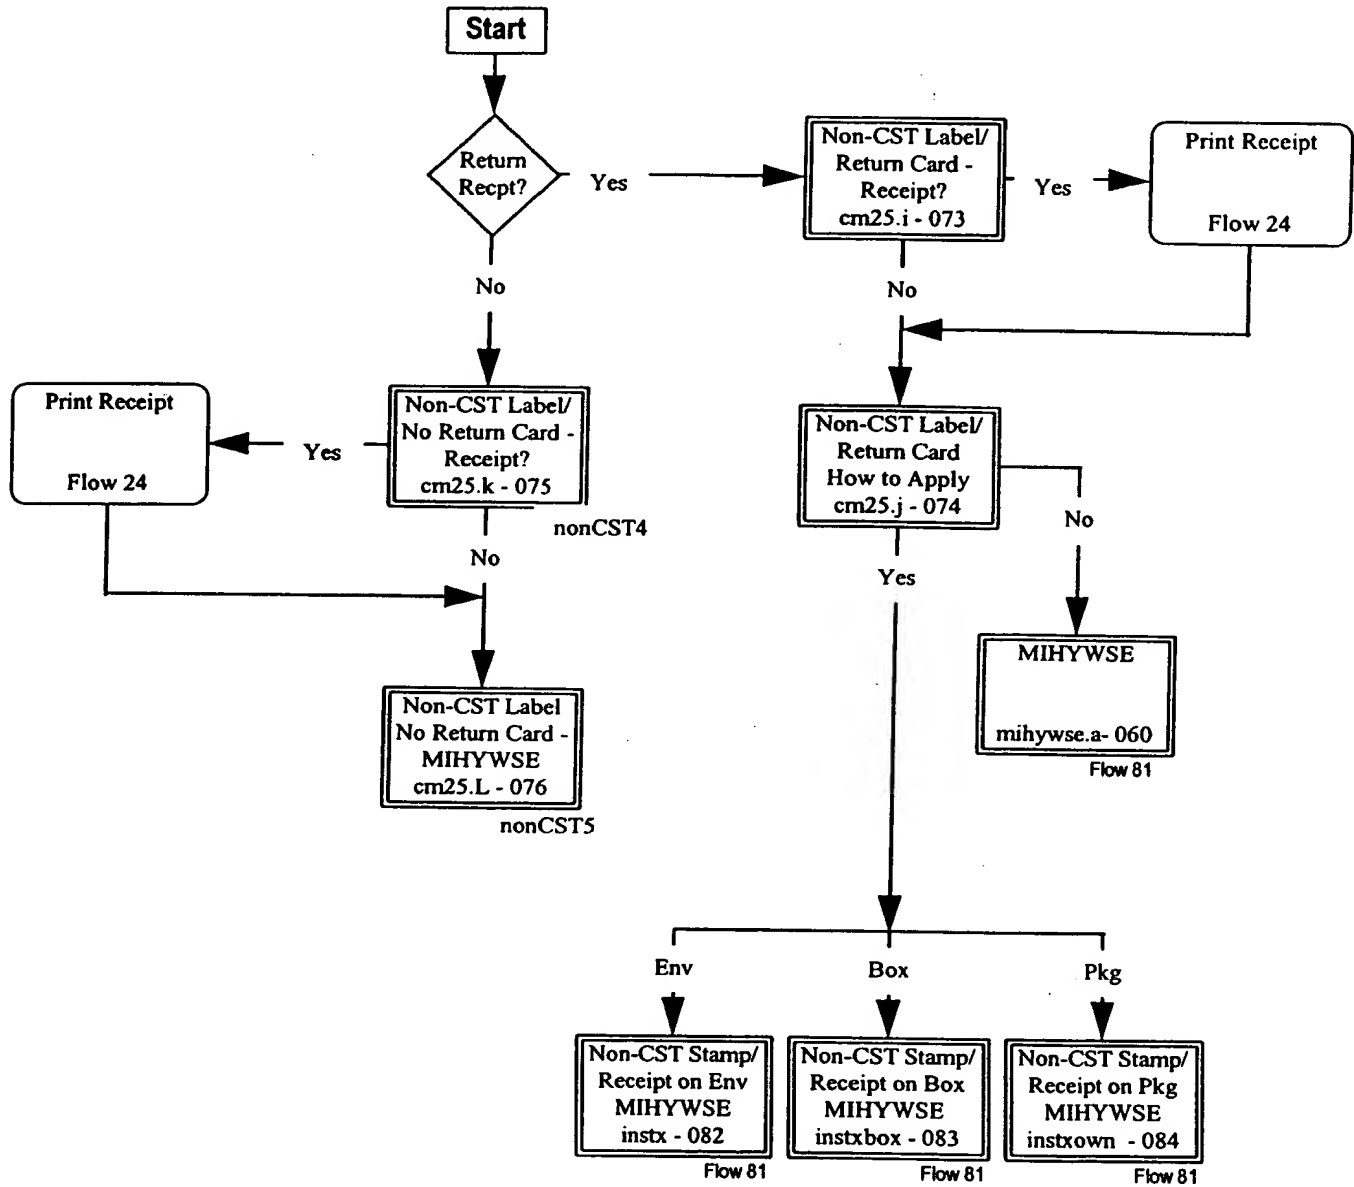 Start
Return
Recpt?
Yes
Non-CST Label/
Return Card -
Receipt?
cm25.i - 073
Yes
Print Receipt
Flow 24
No
No
Print Receipt
Flow 24
Yes
Non-CST Label/
No Return Card -
Receipt?
cm25.k - 075
nonCST4
No
Non-CST Label/
Return Card
How to Apply
cm25.j - 074
No
Yes
MIHYWSE
mihywse.a- 060
Flow 81
Non-CST Label
No Return Card -
MIHYWSE
cm25.L - 076
nonCST5
Env
Box
Pkg
Non-CST Stamp/
Receipt on Env
MIHYWSE
instx - 082
Flow 81
Non-CST Stamp/
Receipt on Box
MIHYWSE
instxbox - 083
Flow 81
Non-CST Stamp/
Receipt on Pkg
MIHYWSE
instxown - 084
Flow 81